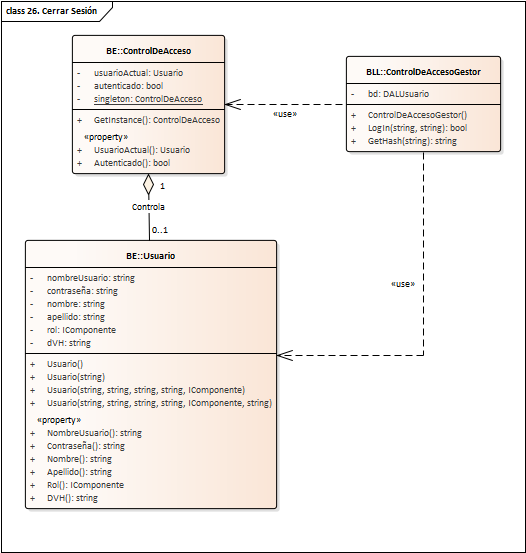 class 26. Cerrar Sesión
BE::ControlDeAcceso
- usuarioActual: Usuario
- autenticado: bool
- singleton: ControlDeAcceso
+ GetInstance(): ControlDeAcceso
«property»
+ UsuarioActual(): Usuario
+ Autenticado(): bool
BLL::ControlDeAccesoGestor
- bd: DALUsuario
+ ControlDeAccesoGestor()
+ LogIn(string, string): bool
+ GetHash(string): string
«use»
1
Controla
0..1
«use»
BE::Usuario
- nombreUsuario: string
- contraseña: string
- nombre: string
- apellido: string
- rol: IComponente
- dVH: string
+ Usuario()
+ Usuario(string)
+ Usuario(string, string, string, string, IComponente)
+ Usuario(string, string, string, string, IComponente, string)
«property»
+ NombreUsuario(): string
+ Contraseña(): string
+ Nombre(): string
+ Apellido(): string
+ Rol(): IComponente
+ DVH(): string